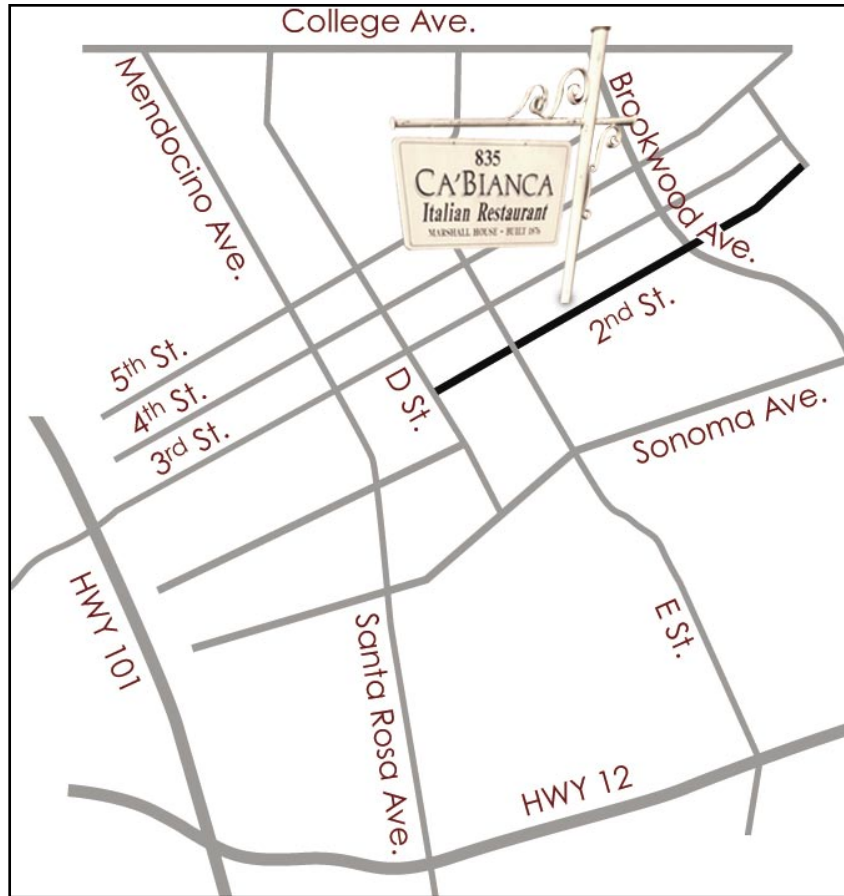 College Ave.
Mendocino Ave.
Brookwood Ave.
835
CA'BIANCA
Italian Restaurant
MARSHALL HOUSE - BUILT 1876
5th St.
4th St.
3rd St.
D St.
2nd St.
Sonoma Ave.
HWY 101
Santa Rosa Ave.
E St.
HWY 12